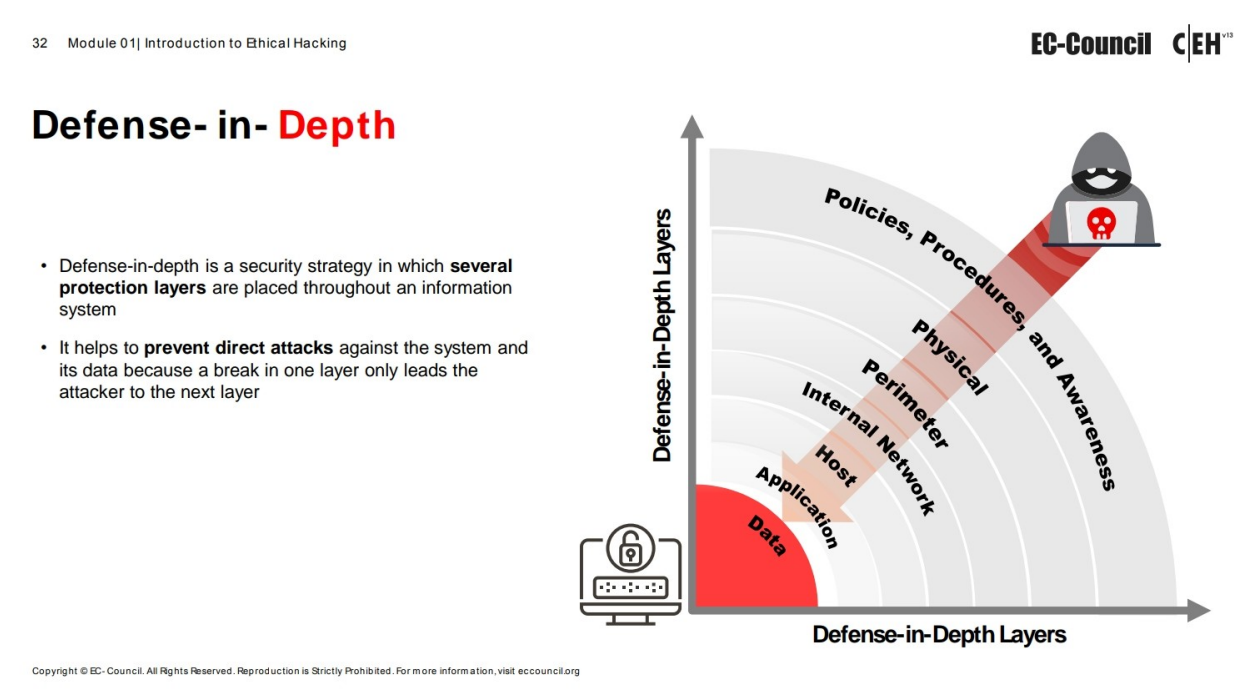 32 Module 01| Introduction to Ethical Hacking
EC-Council C|EH v13
Defense- in- Depth
• Defense-in-depth is a security strategy in which several
protection layers are placed throughout an information
system
• It helps to prevent direct attacks against the system and
its data because a break in one layer only leads the
attacker to the next layer
Defense-in-Depth Layers
Policies, Procedures, and Awareness
Physical
Perimeter
Internal Network
Host
Application
Data
Defense-in-Depth Layers
Copyright © EC- Council. All Rights Reserved. Reproduction is Strictly Prohibited. For more information, visit eccouncil.org